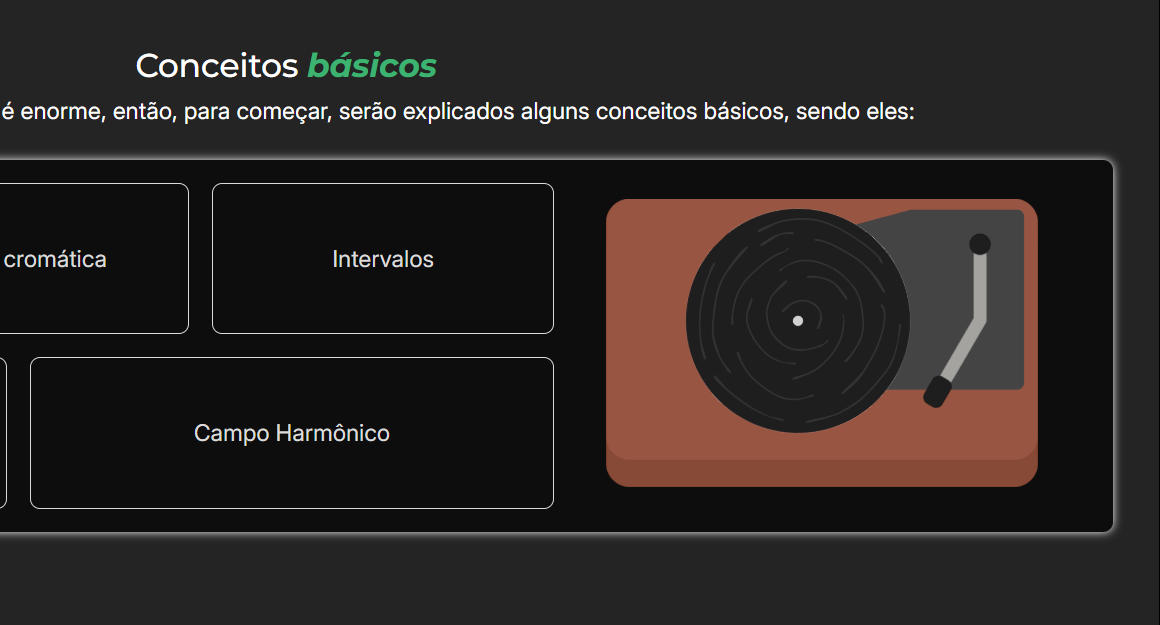 Conceitos básicos
é enorme, então, para começar, serão explicados alguns conceitos básicos, sendo eles:
cromática
Intervalos
Campo Harmônico